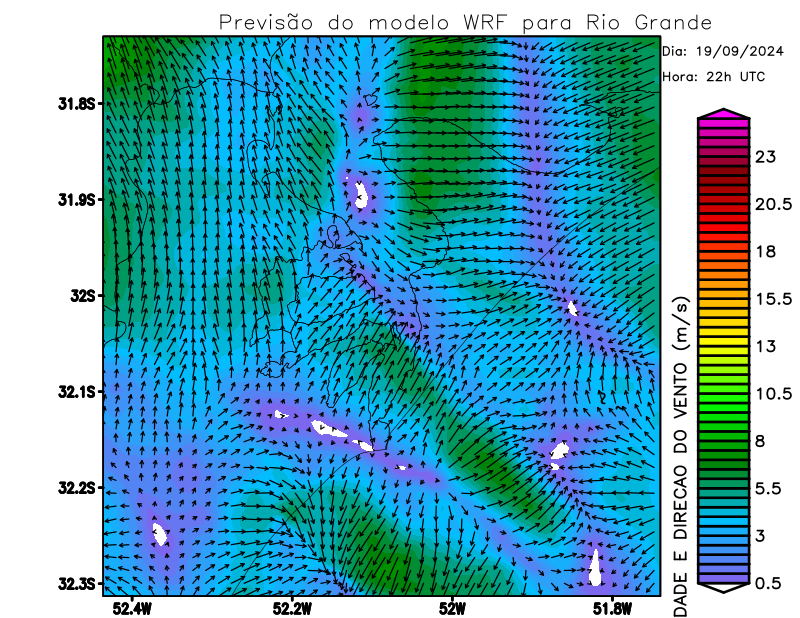 Previsão do modelo WRF para Rio Grande
Dia: 19/09/2024
Hora: 22h UTC
31.8S
31.9S
32S
32.1S
32.2S
32.3S
52.4W
52.2W
52W
51.8W
23
20.5
18
15.5
13
10.5
8
5.5
3
0.5
DADE E DIRECAO DO VENTO (m/s)